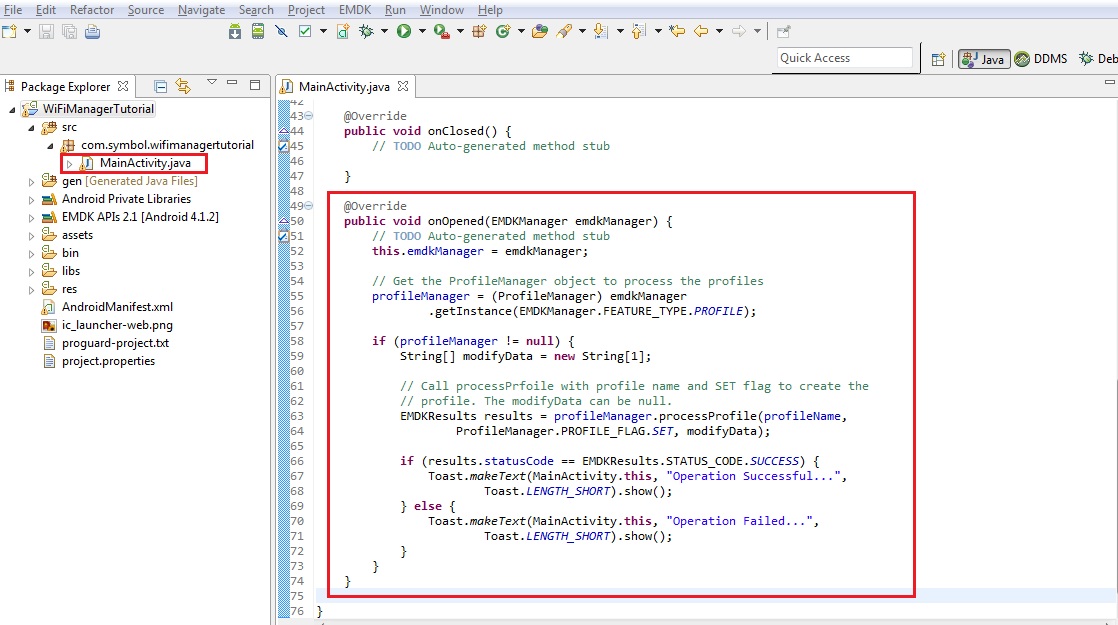 File Edit Refactor Source Navigate Search Project EMDK Run Window Help
Quick Access
Java
DDMS
Deb
Package Explorer
WiFiManagerTutorial
src
com.symbol.wifimanagertutorial
MainActivity.java
gen [Generated Java Files]
Android Private Libraries
EMDK APIs 2.1 [Android 4.1.2]
assets
bin
libs
res
AndroidManifest.xml
ic_launcher-web.png
proguard-project.txt
project.properties
MainActivity.java
42
43 @Override
44 public void onClosed() {
45 // TODO Auto-generated method stub
46
47 }
48
49 @Override
50 public void onOpened(EMDKManager emdkManager) {
51 // TODO Auto-generated method stub
52 this.emdkManager = emdkManager;
53
54 // Get the ProfileManager object to process the profiles
55 profileManager = (ProfileManager) emdkManager
56 .getInstance(EMDKManager.FEATURE_TYPE.PROFILE);
57
58 if (profileManager != null) {
59 String[] modifyData = new String[1];
60
61 // Call processPrfoile with profile name and SET flag to create the
62 // profile. The modifyData can be null.
63 EMDKResults results = profileManager.processProfile(profileName,
64 ProfileManager.PROFILE_FLAG.SET, modifyData);
65
66 if (results.statusCode == EMDKResults.STATUS_CODE.SUCCESS) {
67 Toast.makeText(MainActivity.this, "Operation Successful...",
68 Toast.LENGTH_SHORT).show();
69 } else {
70 Toast.makeText(MainActivity.this, "Operation Failed...",
71 Toast.LENGTH_SHORT).show();
72 }
73 }
74 }
75
76 }